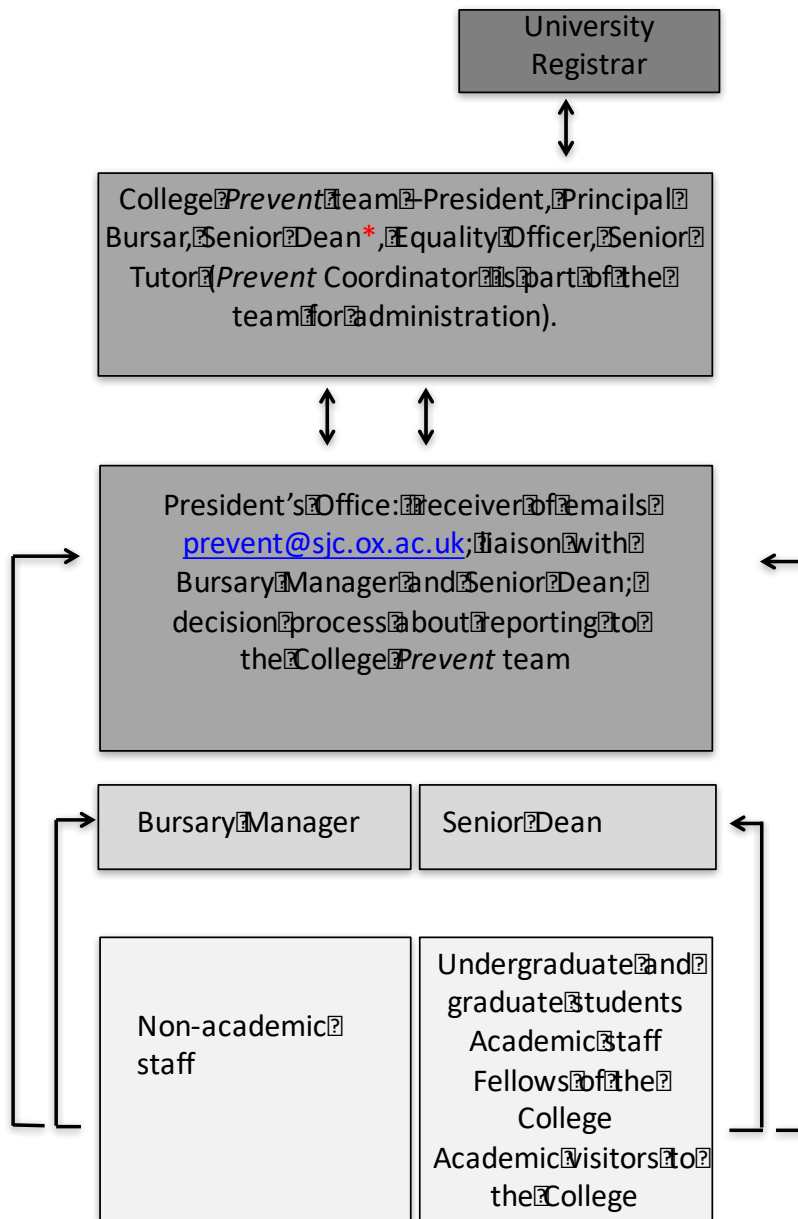 University
Registrar
College Prevent team – President, Principal
Bursar, Senior Dean*, Equality Officer, Senior
Tutor (Prevent Coordinator is part of the
team for administration).
President’s Office: receiver of emails
prevent@sjc.ox.ac.uk; liaison with
Bursary Manager and Senior Dean;
decision process about reporting to
the College Prevent team
Bursary Manager
Senior Dean
Non-academic
staff
Undergraduate and
graduate students
Academic staff
Fellows of the
College
Academic visitors to
the College